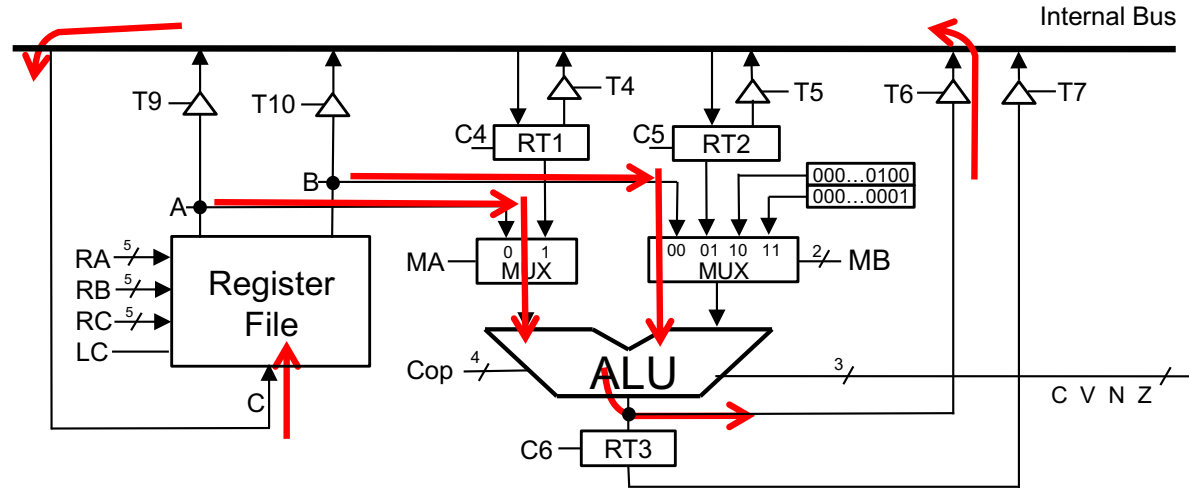 Internal Bus
T9
T10
T4
T5
T6
T7
C4
RT1
C5
RT2
000...0100
000...0001
B
A
RA
5
RB
5
RC
5
LC
Register
File
C
MA
0 1
MUX
00 01 10 11
MUX
2
MB
Cop
4
ALU
3
C V N Z
C6
RT3